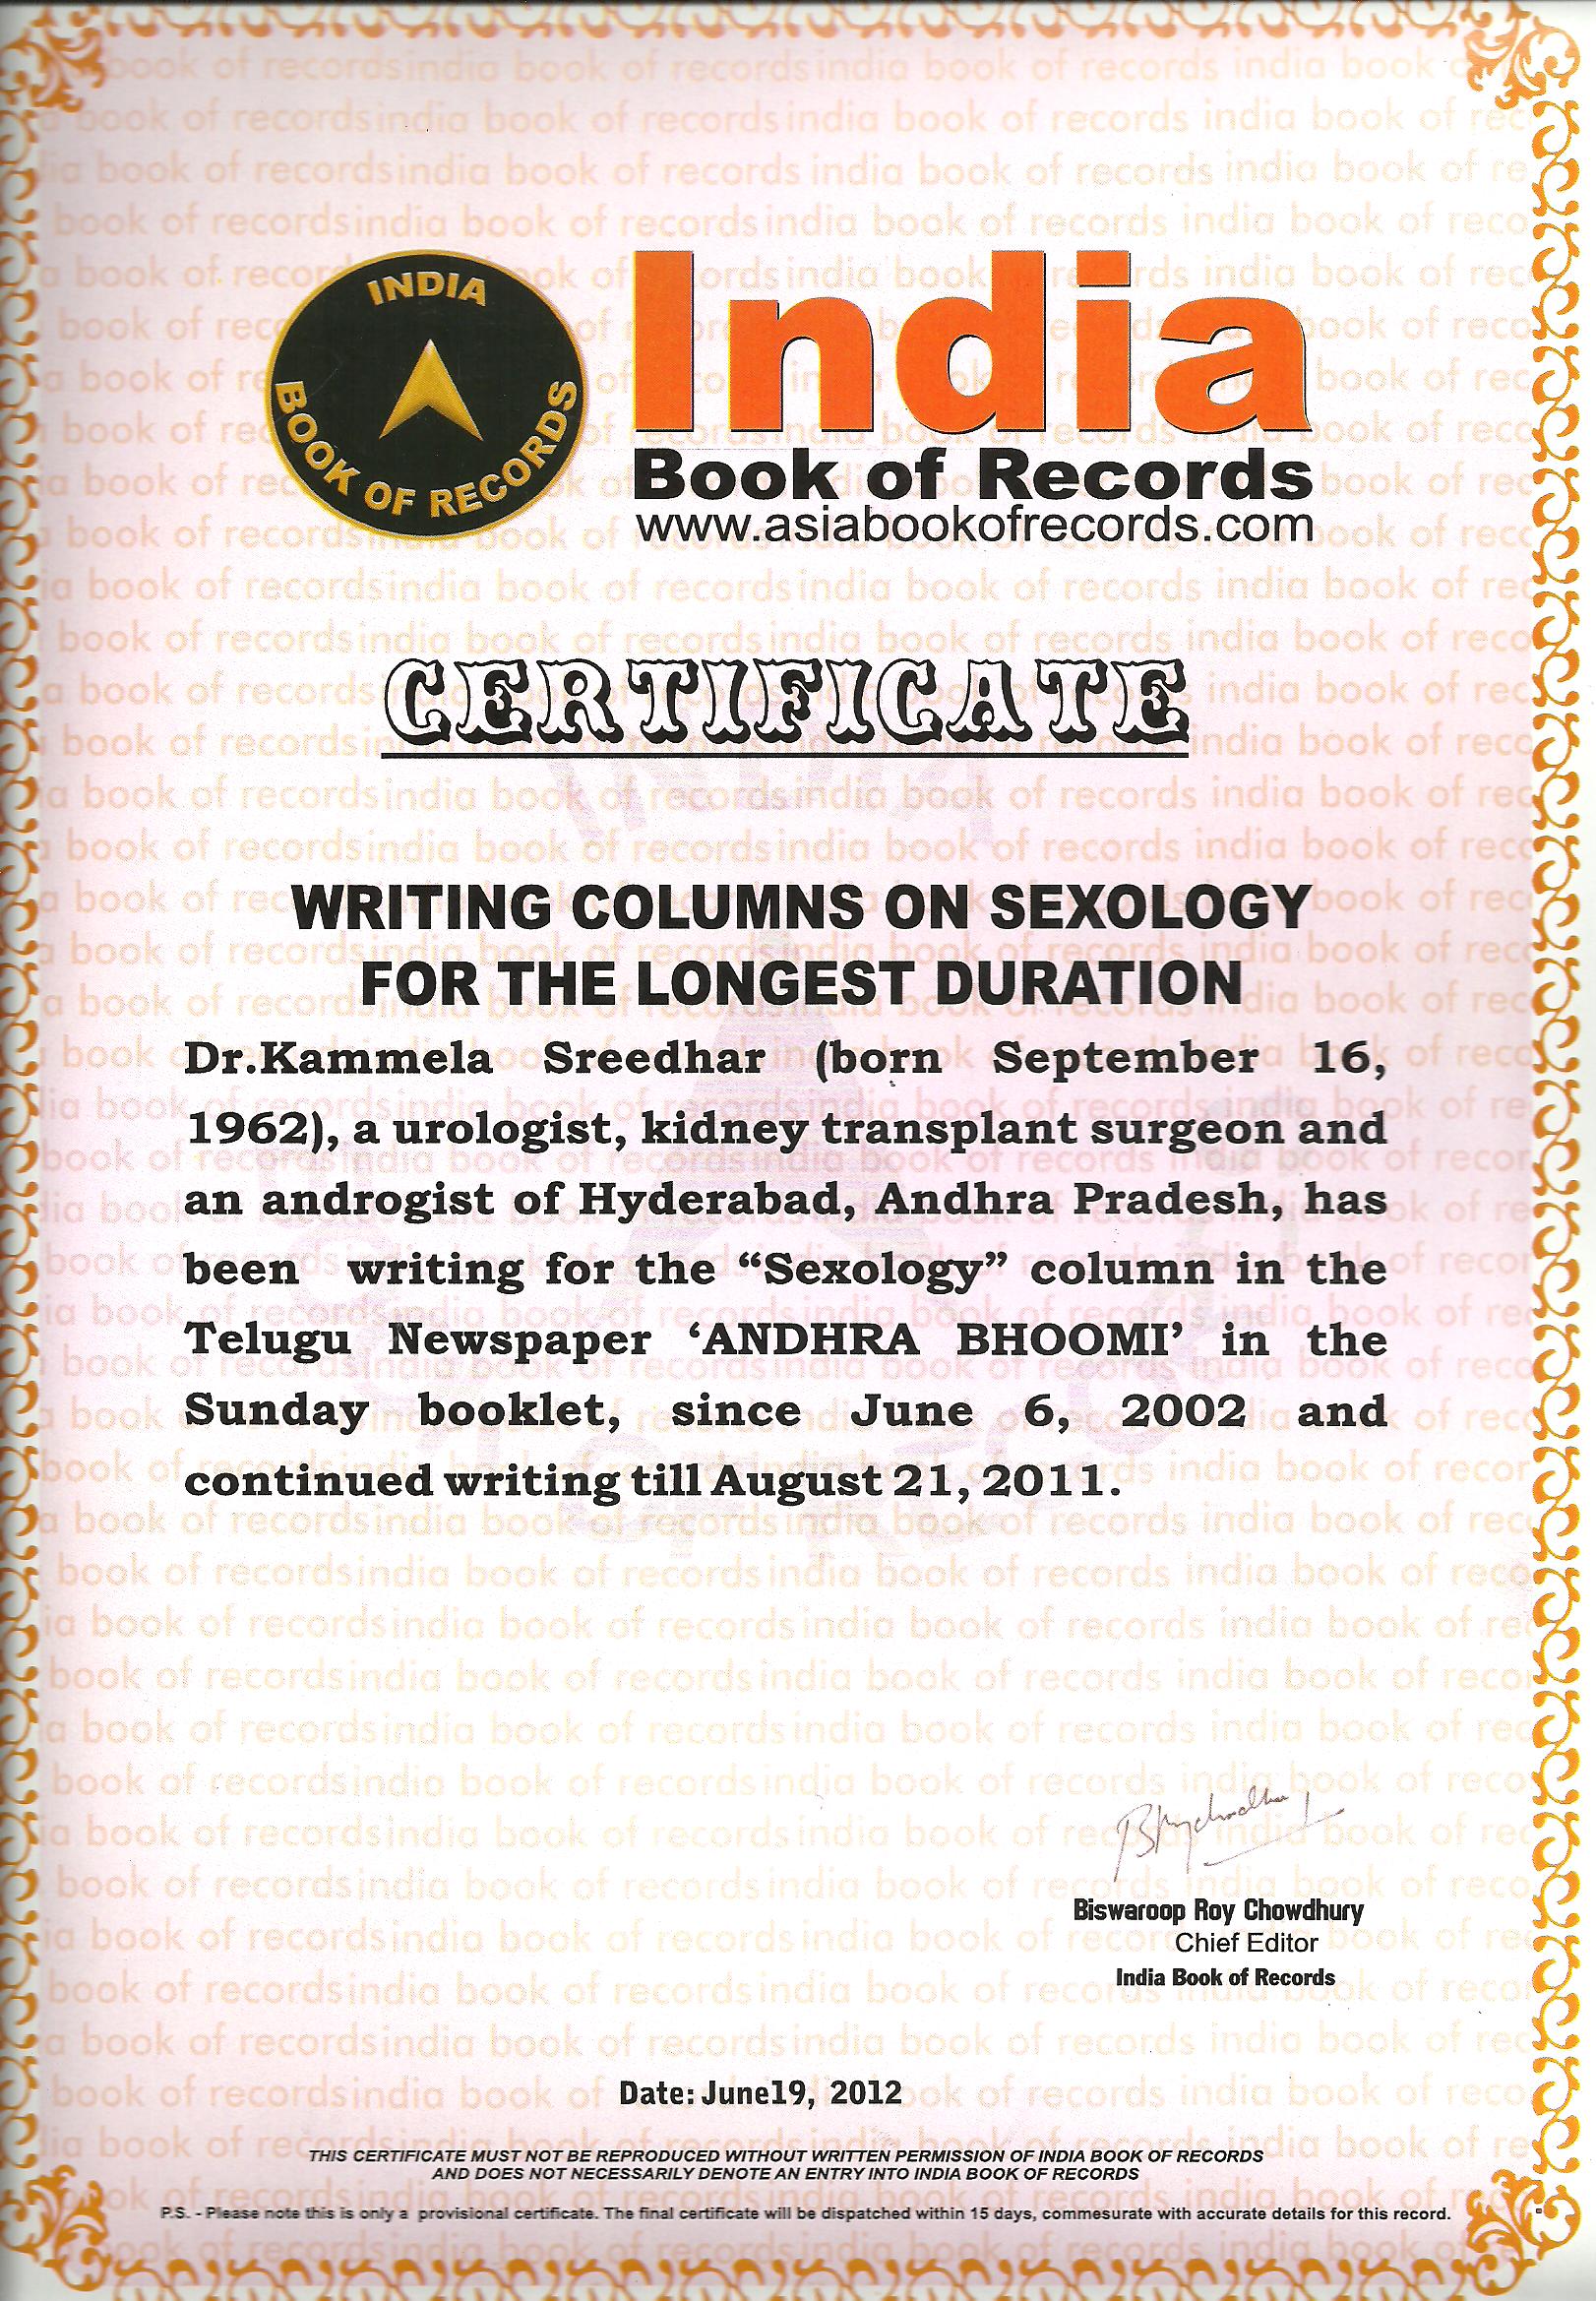 INDIA
BOOK OF RECORDS
India
Book of Records
www.asiabookofrecords.com
CERTIFICATE
WRITING COLUMNS ON SEXOLOGY
FOR THE LONGEST DURATION
Dr.Kammela Sreedhar (born September 16,
1962), a urologist, kidney transplant surgeon and
an androgist of Hyderabad, Andhra Pradesh, has
been writing for the “Sexology” column in the
Telugu Newspaper ‘ANDHRA BHOOMI’ in the
Sunday booklet, since June 6, 2002 and
continued writing till August 21, 2011.
Biswaroop Roy Chowdhury
Chief Editor
India Book of Records
Date: June19, 2012
THIS CERTIFICATE MUST NOT BE REPRODUCED WITHOUT WRITTEN PERMISSION OF INDIA BOOK OF RECORDS
AND DOES NOT NECESSARILY DENOTE AN ENTRY INTO INDIA BOOK OF RECORDS
P.S. - Please note this is only a provisional certificate. The final certificate will be dispatched within 15 days, commesurate with accurate details for this record.